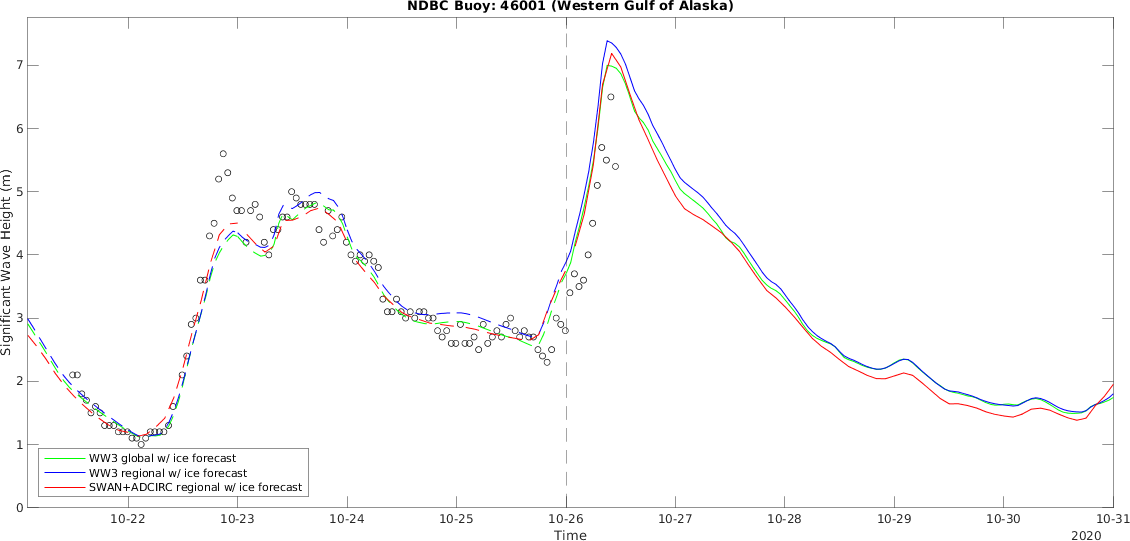 NDBC Buoy: 46001 (Western Gulf of Alaska)
Significant Wave Height (m)
7
6
5
4
3
2
1
0
WW3 global w/ ice forecast
WW3 regional w/ ice forecast
SWAN+ADCIRC regional w/ ice forecast
10-22 10-23 10-24 10-25 10-26 10-27 10-28 10-29 10-30 10-31
Time
2020